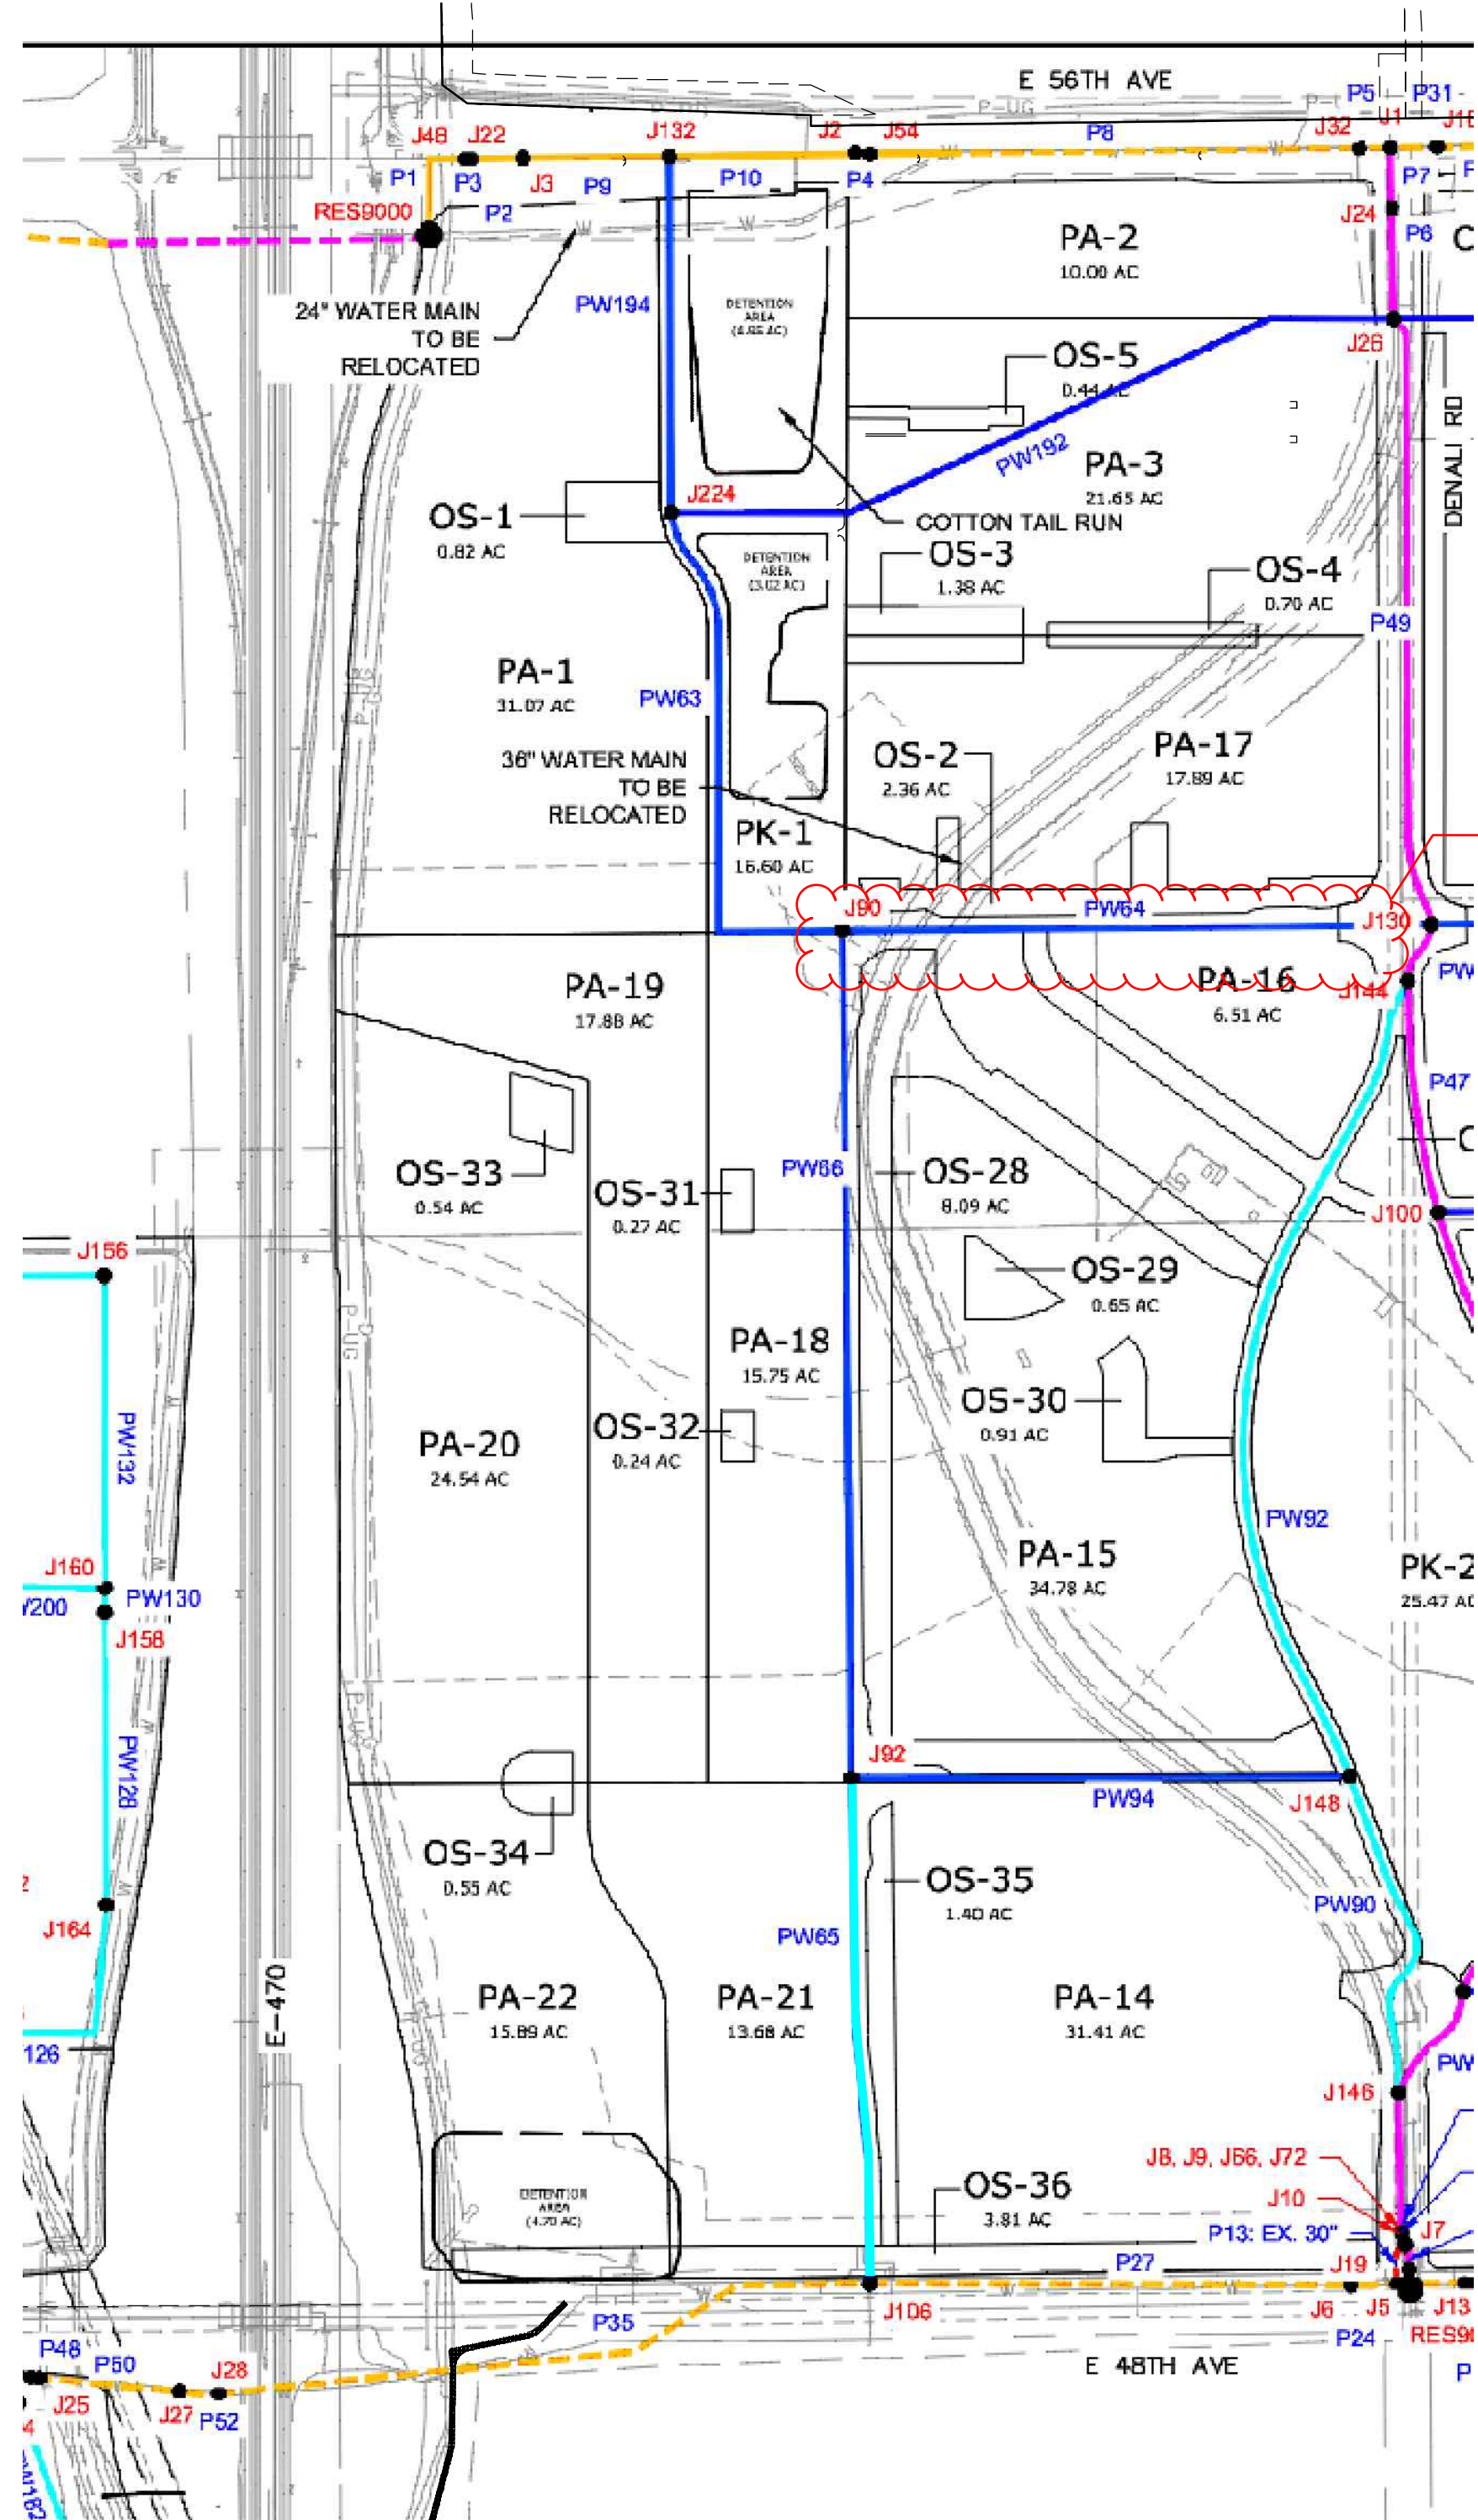 E 56TH AVE
P5
P31
J48
J22
J132
J2
J54
P8
J32
J1
P1
P3
J3
P9
P10
P4
P7
RES9000
P2
J24
P6
PA-2
10.00 AC
24" WATER MAIN
TO BE
RELOCATED
PW194
DETENTION
AREA
J26
OS-5
0.44 AC
DENALI RD
PW192
PA-3
21.65 AC
J224
OS-1
0.82 AC
COTTON TAIL RUN
DETENTION
AREA
(3.02 AC)
OS-3
1.38 AC
OS-4
0.70 AC
P49
PA-1
31.07 AC
PW63
36" WATER MAIN
TO BE
RELOCATED
OS-2
2.36 AC
PA-17
17.89 AC
PK-1
16.60 AC
J90
PW64
J130
PA-19
17.88 AC
PA-16
6.51 AC
J144
PW
P47
OS-33
0.54 AC
OS-31
0.27 AC
PW66
OS-28
8.09 AC
J100
J156
OS-29
0.65 AC
P-UG
PA-18
15.75 AC
PW132
PA-20
24.54 AC
OS-32
0.24 AC
OS-30
0.91 AC
PW92
PA-15
34.78 AC
PK-2
25.47 AC
J160
PW130
J158
PW128
J92
PW94
J148
OS-34
0.55 AC
OS-35
1.40 AC
J164
PW65
PW90
E-470
PA-22
15.89 AC
PA-21
13.68 AC
PA-14
31.41 AC
126
PW
J146
J8, J9, J66, J72
DETENTION
AREA
(4.70 AC)
OS-36
3.81 AC
J10
P13: EX. 30"
J7
P27
J19
J106
P35
J6
J5
J13
P24
E 48TH AVE
P48
P50
J28
J25
J27
P52
P